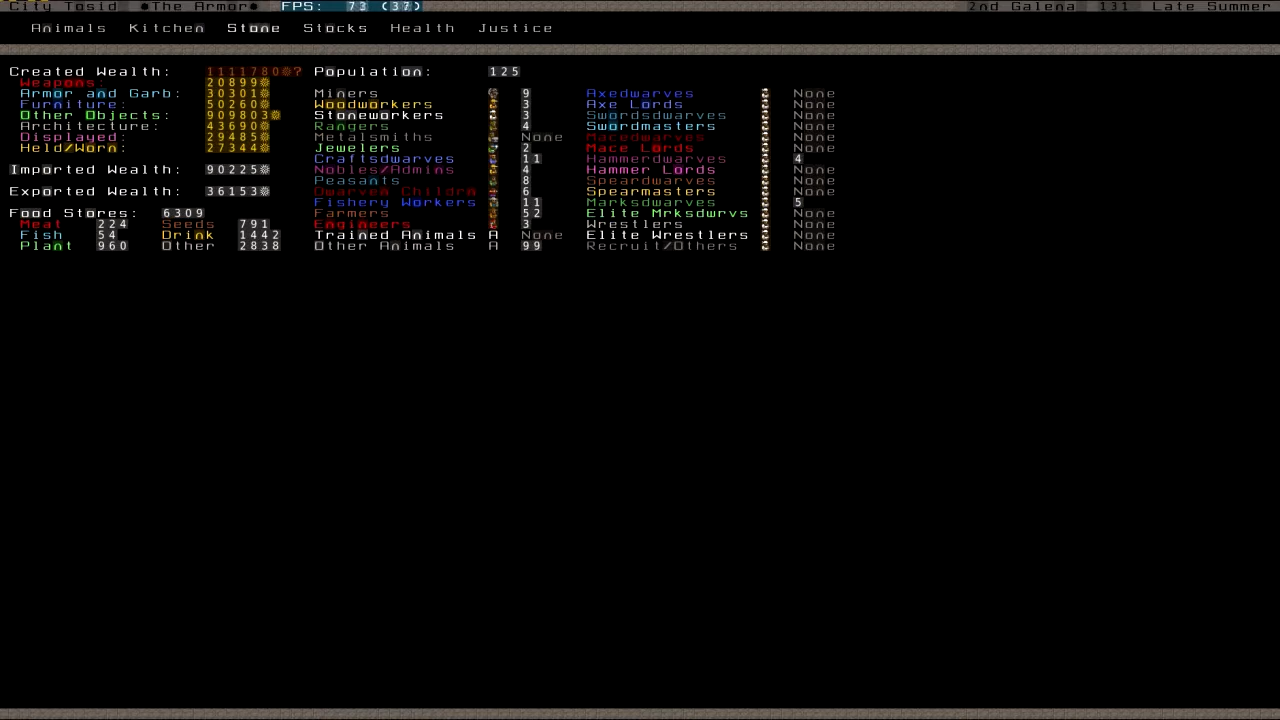 City Tosid ●The Armor● FPS: 73 (37) 2nd Galena 131 Late Summer
Animals Kitchen Stone Stocks Health Justice
Created Wealth: 1111780☼? Population: 125
Weapons: 20899☼
Armor and Garb: 30301☼ Miners 9 Axedwarves None
Furniture: 50260☼ Woodworkers 3 Axe Lords None
Other Objects: 909803☼ Stoneworkers 3 Swordsdwarves None
Architecture: 43690☼ Rangers 4 Swordmasters None
Displayed: 29485☼ Metalsmiths None Macedwarves None
Held/Worn: 27344☼ Jewelers 2 Mace Lords None
Craftsdwarves 11 Hammerdwarves 4
Imported Wealth: 90225☼ Nobles/Admins 4 Hammer Lords None
Peasants 8 Speardwarves None
Exported Wealth: 36153☼ Dwarven Childrn 6 Spearmasters None
Fishery Workers 11 Marksdwarves 5
Food Stores: 6309 Farmers 52 Elite Mrksdwrvs None
Meat 224 Seeds 791 Engineers 3 Wrestlers None
Fish 54 Drink 1442 Trained Animals A None Elite Wrestlers None
Plant 960 Other 2838 Other Animals A 99 Recruit/Others None